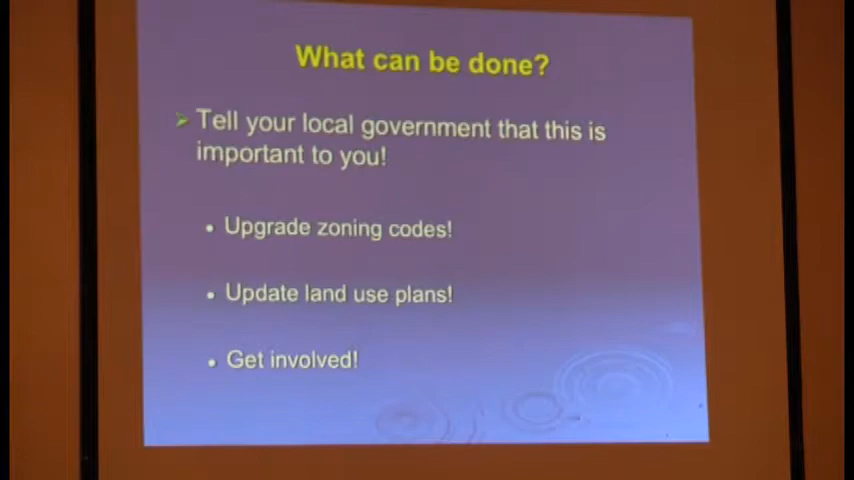 What can be done?
Tell your local government that this is
important to you!
Upgrade zoning codes!
Update land use plans!
Get involved!